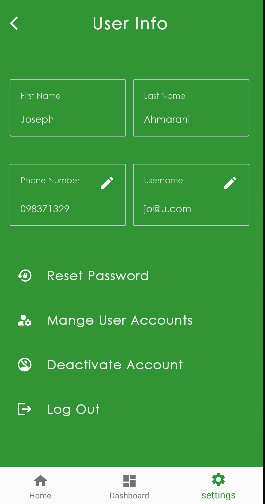 User Info
First Name
Last Name
Joseph
Ahmarani
Phone Number
Username
098371329
jo@u.com
Reset Password
Mange User Accounts
Deactivate Account
Log Out
Home
Dashboard
settings